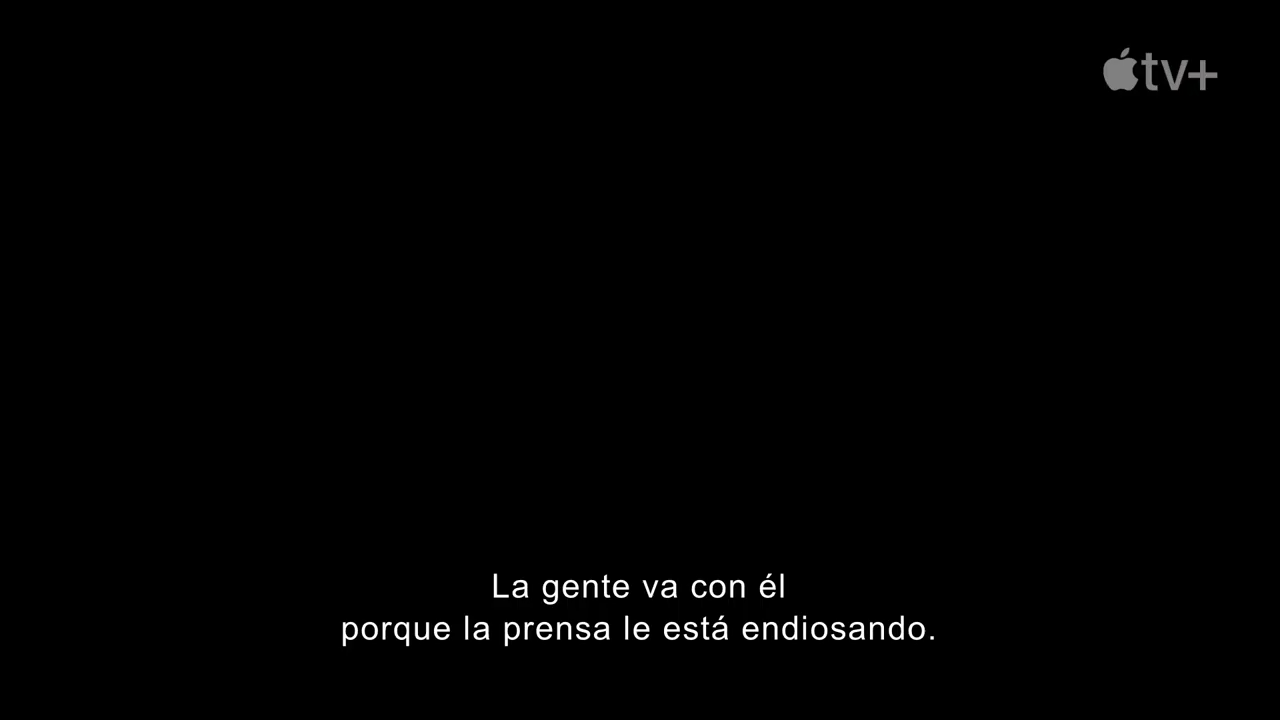 tv+
La gente va con él
porque la prensa le está endiosando.